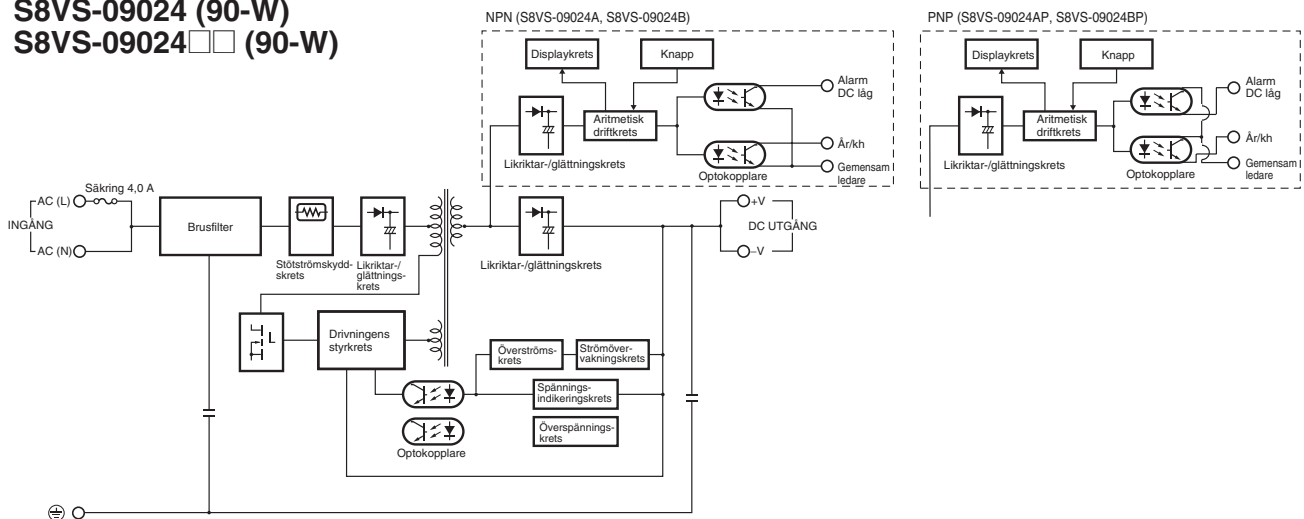 S8VS-09024 (90-W)
S8VS-09024□□ (90-W)
NPN (S8VS-09024A, S8VS-09024B)
Displaykrets
Knapp
Aritmetisk
driftkrets
Likriktar-/glättningskrets
Optokopplare
Alarm
DC låg
År/kh
Gemensam
ledare
PNP (S8VS-09024AP, S8VS-09024BP)
Displaykrets
Knapp
Aritmetisk
driftkrets
Likriktar-/glättningskrets
Optokopplare
Alarm
DC låg
År/kh
Gemensam
ledare
Säkring 4,0 A
AC (L)
INGÅNG
AC (N)
Brusfilter
Stötströmskydd-
skrets
Likriktar-/
glättnings-
krets
Likriktar-/glättningskrets
+V
DC UTGÅNG
–V
Drivningens
styrkrets
Överströms-
krets
Strömöver-
vakningskrets
Spännings-
indikeringskrets
Överspännings-
krets
Optokopplare